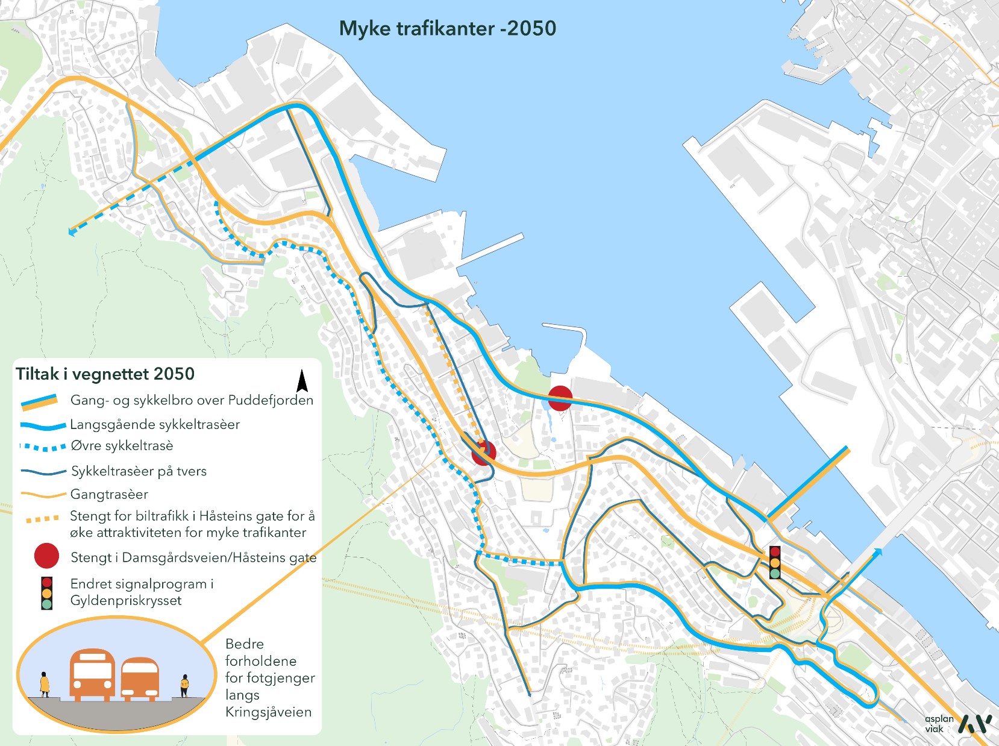 Myke trafikanter -2050
Tiltak i vegnettet 2050
Gang- og sykkelbro over Puddefjorden
Langsgående sykkeltrasèer
Øvre sykkeltrasè
Sykkeltrasèer på tvers
Gangtrasèer
Stengt for biltrafikk i Håsteins gate for å
øke attraktiviteten for myke trafikanter
Stengt i Damsgårdsveien/Håsteins gate
Endret signalprogram i
Gyldenpriskrysset
Bedre
forholdene
for fotgjenger
langs
Kringsjåveien
asplan
viak